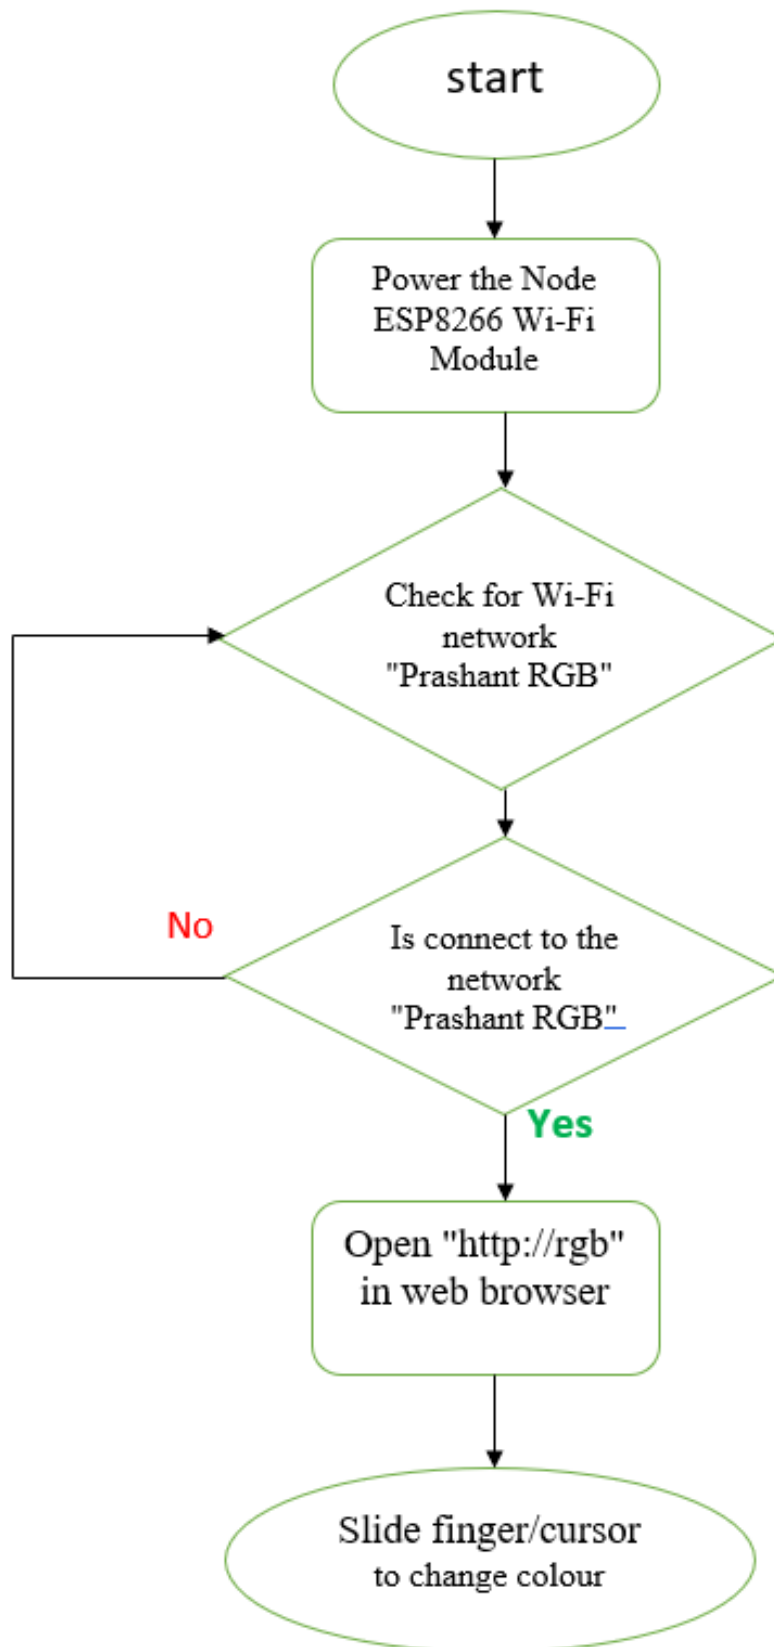 start
Power the Node
ESP8266 Wi-Fi
Module
Check for Wi-Fi
network
"Prashant RGB"
No
Is connect to the
network
"Prashant RGB"
Yes
Open "http://rgb"
in web browser
Slide finger/cursor
to change colour